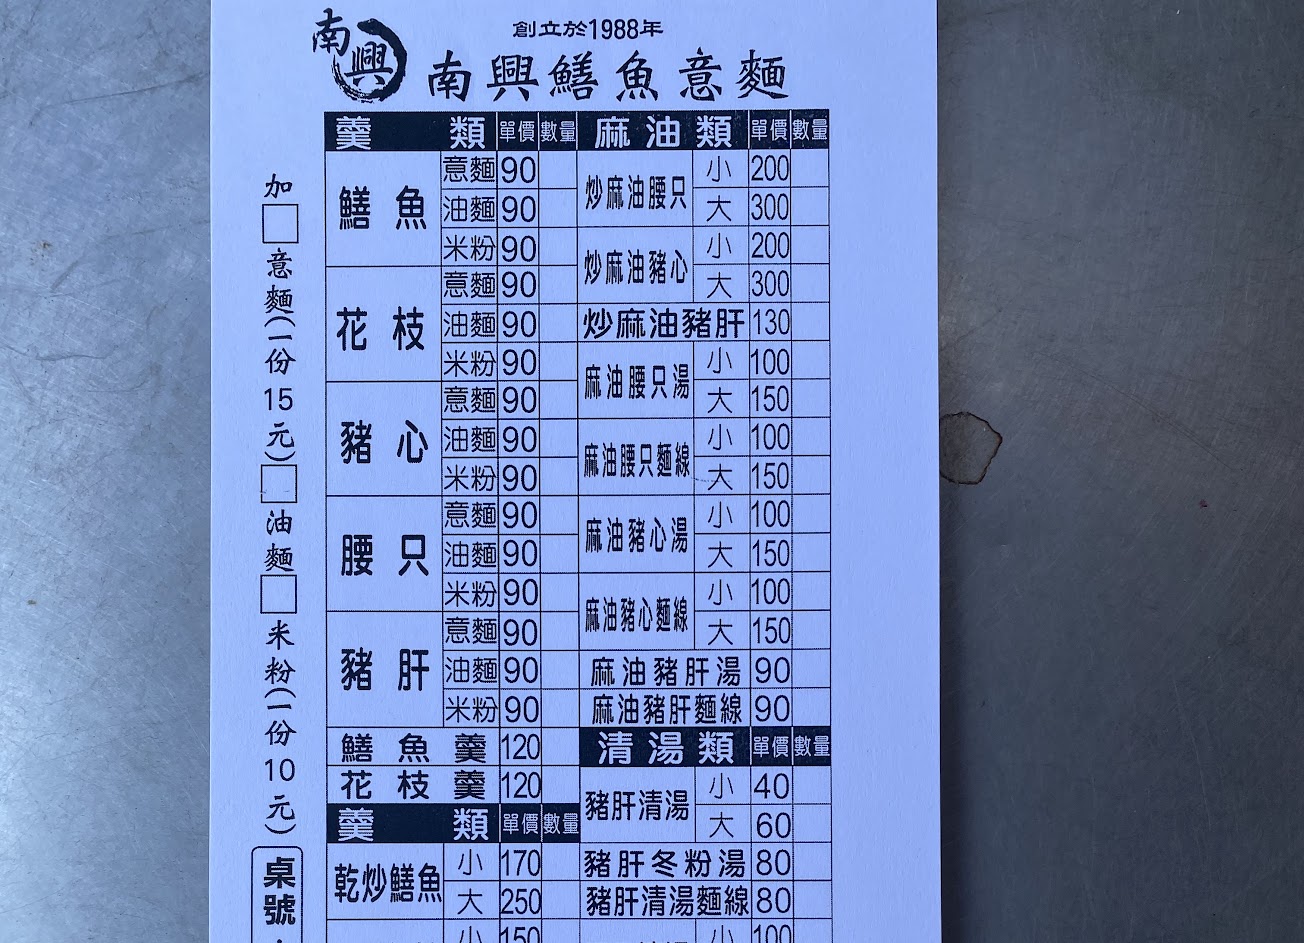 南興
創立於1988年
南興鱔魚意麵
羹類 單價 數量
鱔魚 意麵 90
油麵 90
米粉 90
花枝 意麵 90
油麵 90
米粉 90
豬心 意麵 90
油麵 90
米粉 90
腰只 意麵 90
油麵 90
米粉 90
豬肝 意麵 90
油麵 90
米粉 90
鱔魚羹 120
花枝羹 120
羹類 單價 數量
乾炒鱔魚 小 170
大 250
小 150
麻油類 單價 數量
炒麻油腰只 小 200
大 300
炒麻油豬心 小 200
大 300
炒麻油豬肝 130
麻油腰只湯 小 100
大 150
麻油腰只麵線 小 100
大 150
麻油豬心湯 小 100
大 150
麻油豬心麵線 小 100
大 150
麻油豬肝湯 90
麻油豬肝麵線 90
清湯類 單價 數量
豬肝清湯 小 40
大 60
豬肝冬粉湯 80
豬肝清湯麵線 80
小 100
加□意麵(一份15元)□油麵□米粉(一份10元)
桌號: